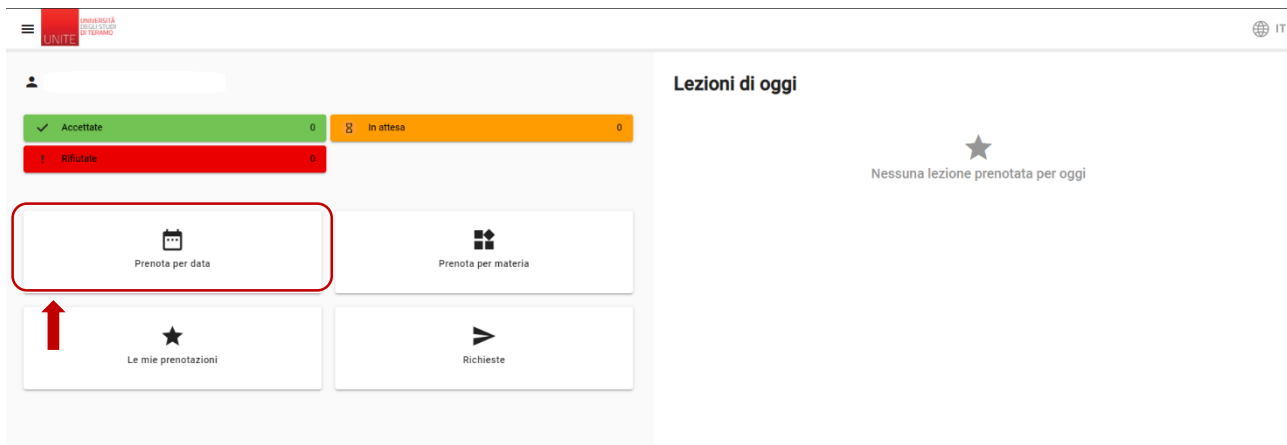 UNITE
UNIVERSITÀ
DEGLI STUDI
DI TERAMO
IT
Accettate 0
In attesa 0
Rifiutate 0
Prenota per data
Prenota per materia
Le mie prenotazioni
Richieste
Lezioni di oggi
Nessuna lezione prenotata per oggi